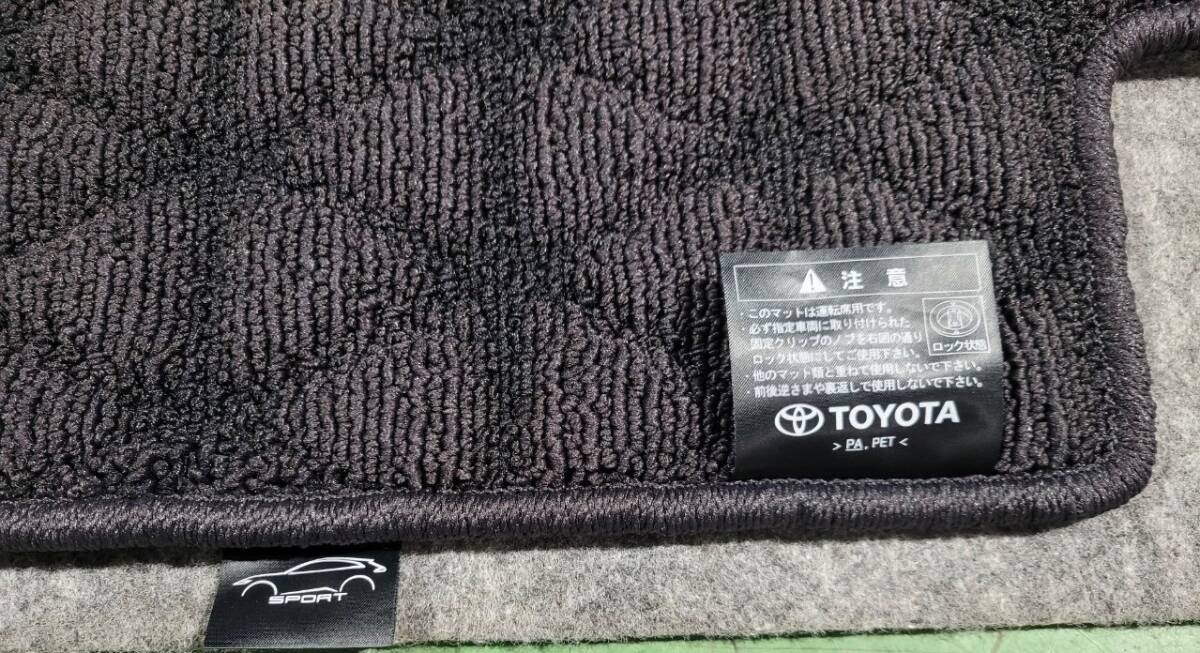 注意
・このマットは運転席用です。
・必ず指定車両に取り付けられた
固定クリップのノブを右図の通り
ロック状態にしてご使用下さい。
ロック状態
・他のマット類と重ねて使用しないで下さい。
・前後逆さまや裏返しで使用しないで下さい。
TOYOTA
> PA, PET <
SPORT